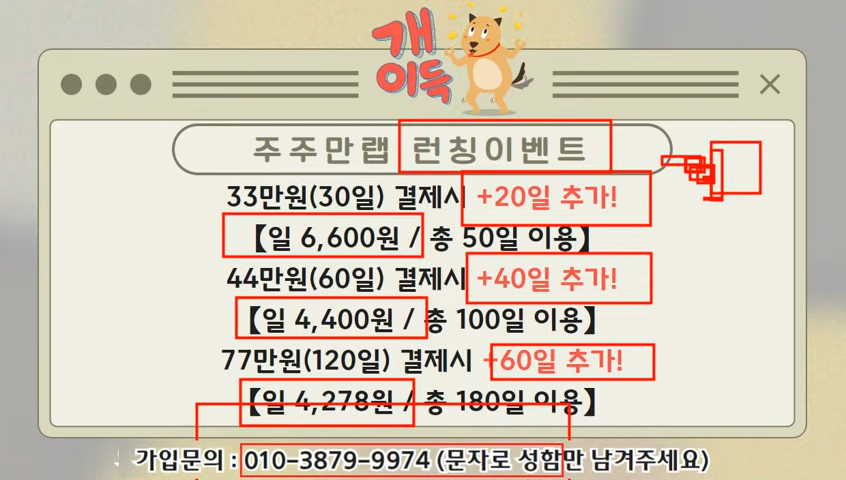 개
이득
주주만랩 런칭이벤트
33만원(30일) 결제시 +20일 추가!
【일 6,600원 / 총 50일 이용】
44만원(60일) 결제시 +40일 추가!
【일 4,400원 / 총 100일 이용】
77만원(120일) 결제시 +60일 추가!
【일 4,278원 / 총 180일 이용】
가입문의 : 010-3879-9974 (문자로 성함만 남겨주세요)